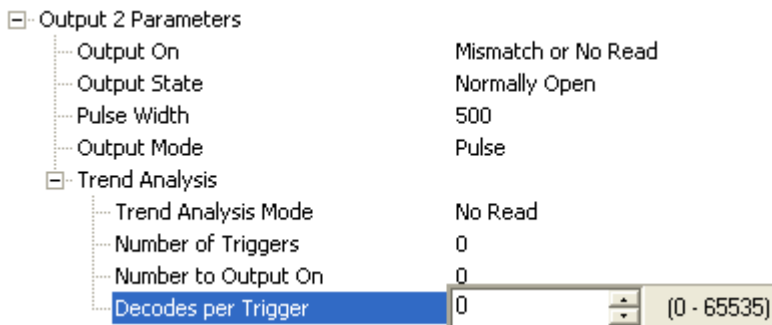 Output 2 Parameters
Output On Mismatch or No Read
Output State Normally Open
Pulse Width 500
Output Mode Pulse
Trend Analysis
Trend Analysis Mode No Read
Number of Triggers 0
Number to Output On 0
Decodes per Trigger 0 (0 - 65535)